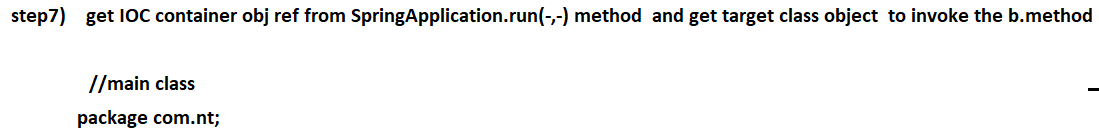 step7) get IOC container obj ref from SpringApplication.run(-,-) method and get target class object to invoke the b.method
//main class
package com.nt;